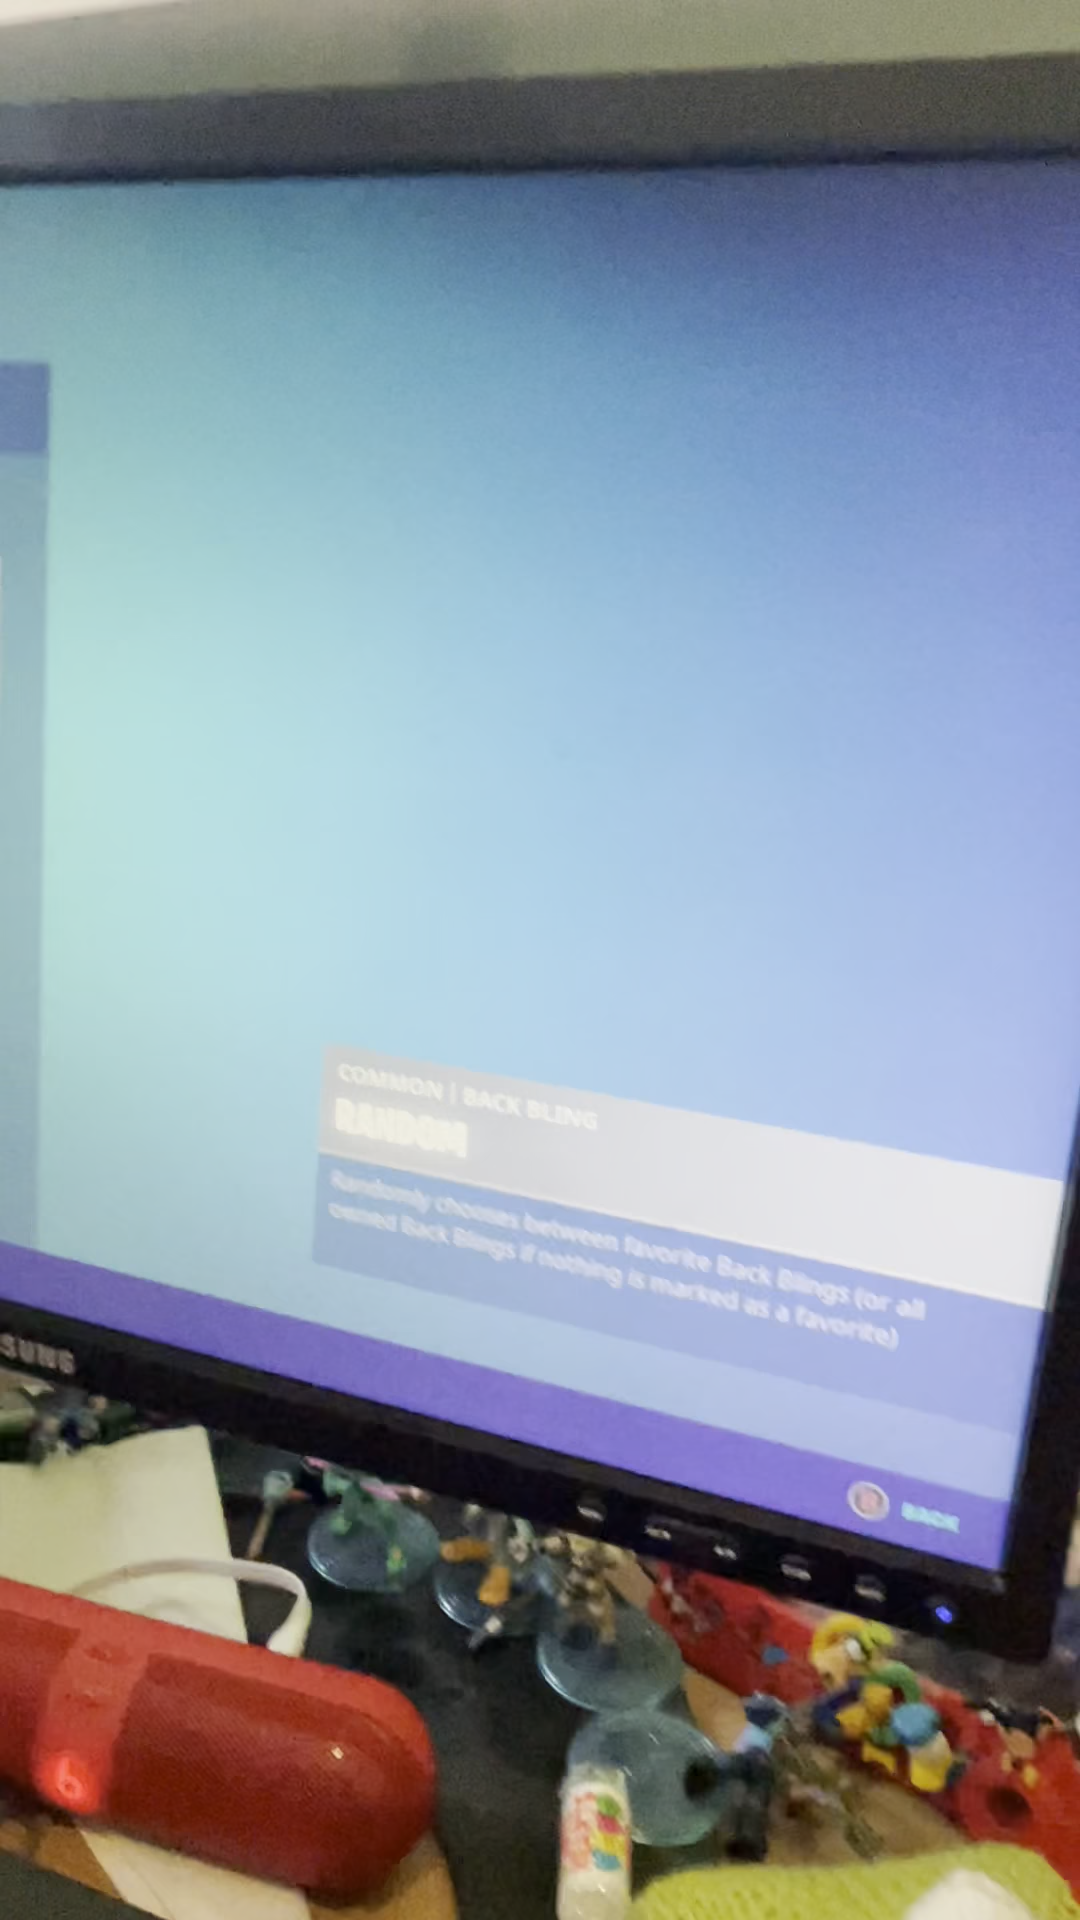 COMMON | BACK BLING
RANDOM
Randomly chooses between favorite Back Blings (or all
owned Back Blings if nothing is marked as a favorite)
SUNG
BACK